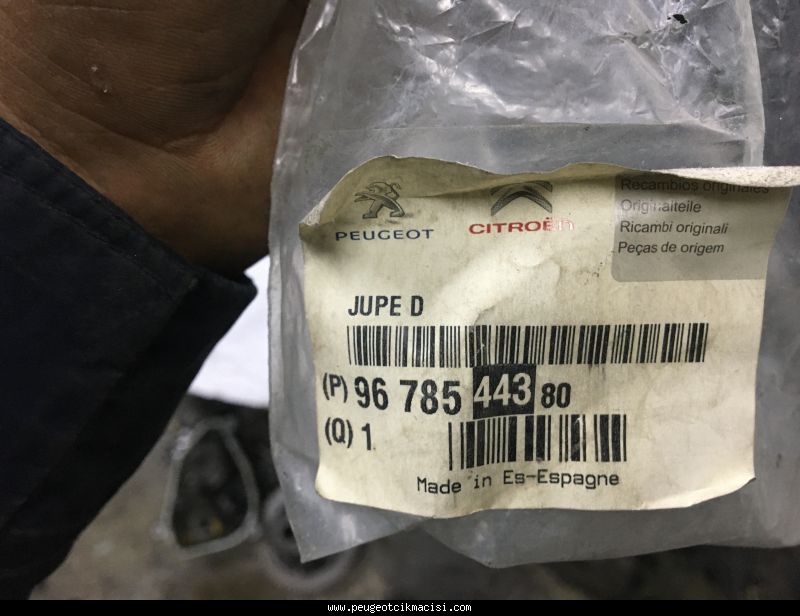 PEUGEOT
CITROËN
Recambios originales
Originalteile
Ricambi originali
Peças de origem
JUPE D
(P) 96 785 443 80
(Q) 1
Made in Es-Espagne
www.peugeotcikmacisi.com